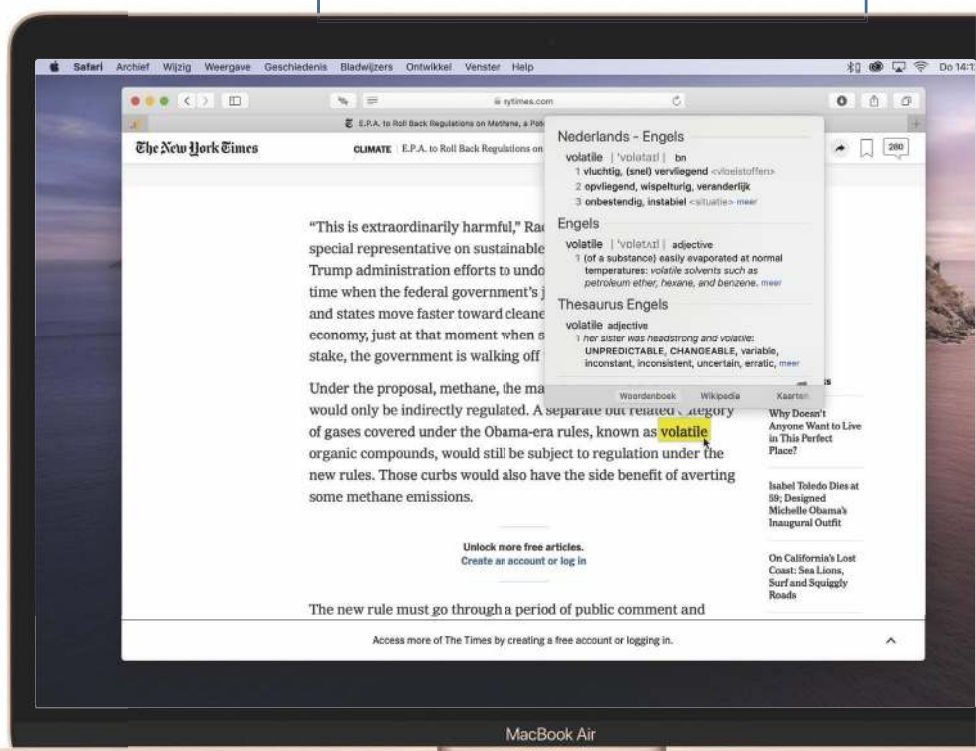 Safari Archief Wijzig Weergave Geschiedenis Bladwijzers Ontwikkel Venster Help Do 14:1
nytimes.com
E.P.A. to Roll Back Regulations on Methane, a Pot
The New York Times
CLIMATE | E.P.A. to Roll Back Regulations on
280
Nederlands - Engels
volatile | 'vɒlətaɪl | bn
1 vluchtig, (snel) vervliegend <vloeistoffen>
2 opvliegend, wispelturig, veranderlijk
3 onbestendig, instabiel <situatie> meer
Engels
volatile | 'vɒlətʌɪl | adjective
1 (of a substance) easily evaporated at normal
temperatures: volatile solvents such as
petroleum ether, hexane, and benzene. meer
Thesaurus Engels
volatile adjective
1 her sister was headstrong and volatile:
UNPREDICTABLE, CHANGEABLE, variable,
inconstant, inconsistent, uncertain, erratic, meer
Woordenboek Wikipedia Kaarten
“This is extraordinarily harmful,” Rac
special representative on sustainable
Trump administration efforts to undo
time when the federal government’s j
and states move faster toward cleane
economy, just at that moment when s
stake, the government is walking off
Under the proposal, methane, the ma
would only be indirectly regulated. A separate but related category
of gases covered under the Obama-era rules, known as volatile
organic compounds, would still be subject to regulation under the
new rules. Those curbs would also have the side benefit of averting
some methane emissions.
Unlock more free articles.
Create an account or log in
The new rule must go through a period of public comment and
Why Doesn’t
Anyone Want to Live
in This Perfect
Place?
Isabel Toledo Dies at
59; Designed
Michelle Obama’s
Inaugural Outfit
On California’s Lost
Coast: Sea Lions,
Surf and Squiggly
Roads
Access more of The Times by creating a free account or logging in.
MacBook Air